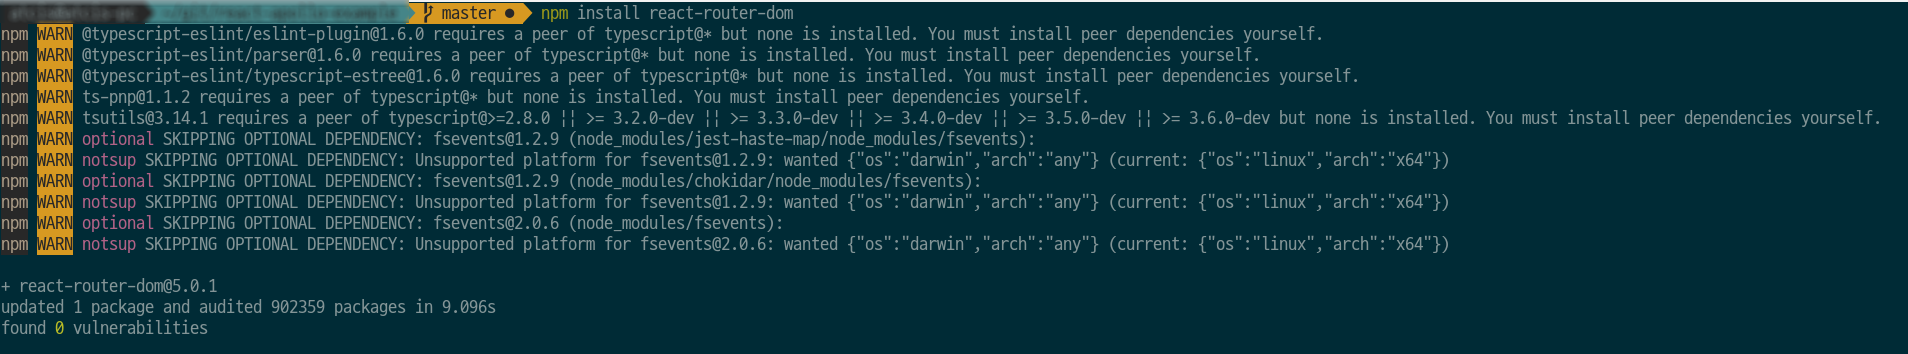 master ● npm install react-router-dom
npm WARN @typescript-eslint/eslint-plugin@1.6.0 requires a peer of typescript@* but none is installed. You must install peer dependencies yourself.
npm WARN @typescript-eslint/parser@1.6.0 requires a peer of typescript@* but none is installed. You must install peer dependencies yourself.
npm WARN @typescript-eslint/typescript-estree@1.6.0 requires a peer of typescript@* but none is installed. You must install peer dependencies yourself.
npm WARN ts-pnp@1.1.2 requires a peer of typescript@* but none is installed. You must install peer dependencies yourself.
npm WARN tsutils@3.14.1 requires a peer of typescript@>=2.8.0 || >= 3.2.0-dev || >= 3.3.0-dev || >= 3.4.0-dev || >= 3.5.0-dev || >= 3.6.0-dev but none is installed. You must install peer dependencies yourself.
npm WARN optional SKIPPING OPTIONAL DEPENDENCY: fsevents@1.2.9 (node_modules/jest-haste-map/node_modules/fsevents):
npm WARN notsup SKIPPING OPTIONAL DEPENDENCY: Unsupported platform for fsevents@1.2.9: wanted {"os":"darwin","arch":"any"} (current: {"os":"linux","arch":"x64"})
npm WARN optional SKIPPING OPTIONAL DEPENDENCY: fsevents@1.2.9 (node_modules/chokidar/node_modules/fsevents):
npm WARN notsup SKIPPING OPTIONAL DEPENDENCY: Unsupported platform for fsevents@1.2.9: wanted {"os":"darwin","arch":"any"} (current: {"os":"linux","arch":"x64"})
npm WARN optional SKIPPING OPTIONAL DEPENDENCY: fsevents@2.0.6 (node_modules/fsevents):
npm WARN notsup SKIPPING OPTIONAL DEPENDENCY: Unsupported platform for fsevents@2.0.6: wanted {"os":"darwin","arch":"any"} (current: {"os":"linux","arch":"x64"})
+ react-router-dom@5.0.1
updated 1 package and audited 902359 packages in 9.096s
found 0 vulnerabilities